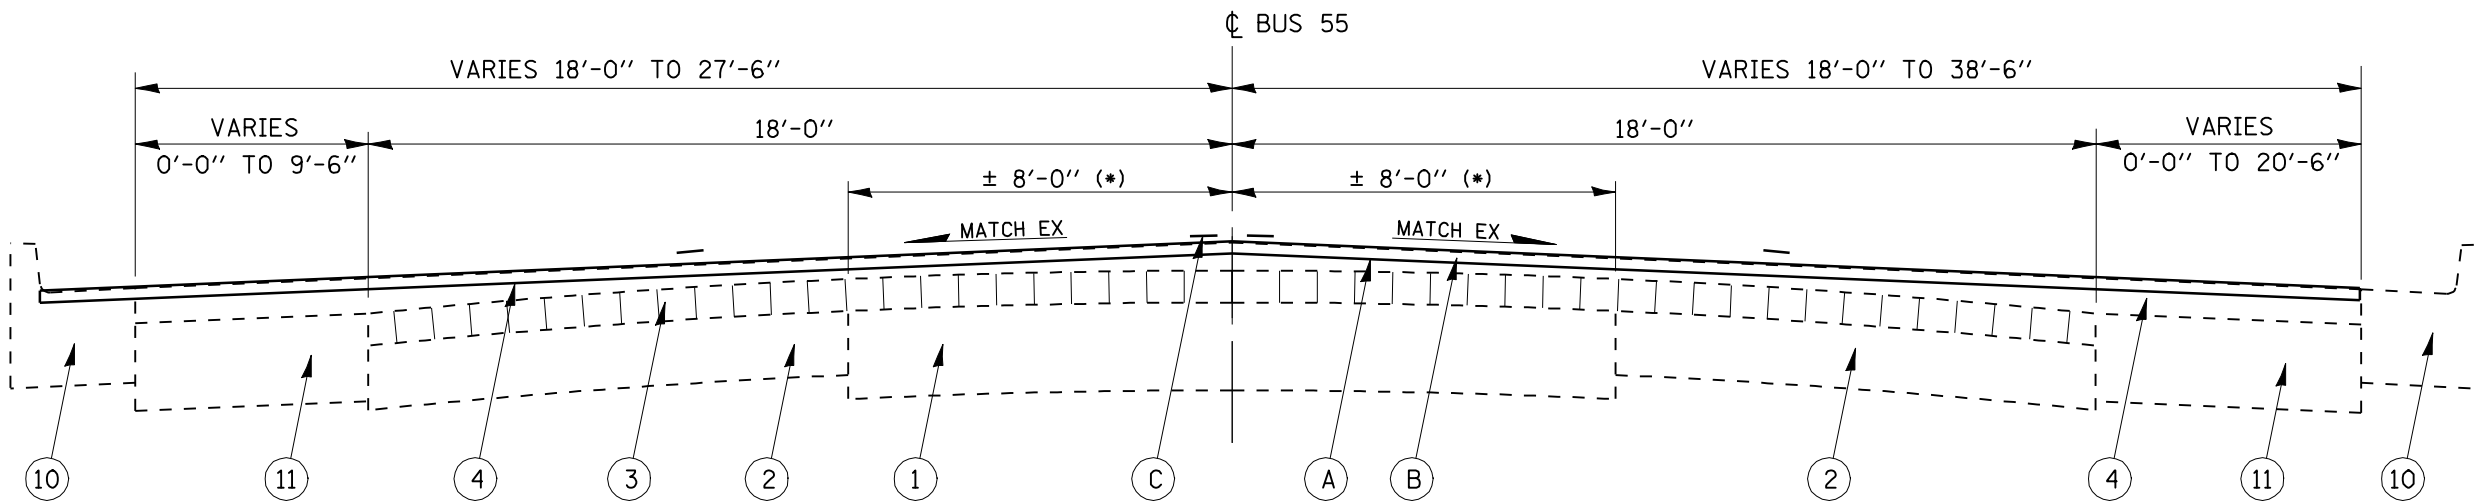 ℄ BUS 55
VARIES 18'-0" TO 27'-6"
VARIES 18'-0" TO 38'-6"
VARIES
0'-0" TO 9'-6"
18'-0"
18'-0"
VARIES
0'-0" TO 20'-6"
± 8'-0" (*)
± 8'-0" (*)
MATCH EX
MATCH EX
10
11
4
3
2
1
C
A
B
2
4
11
10